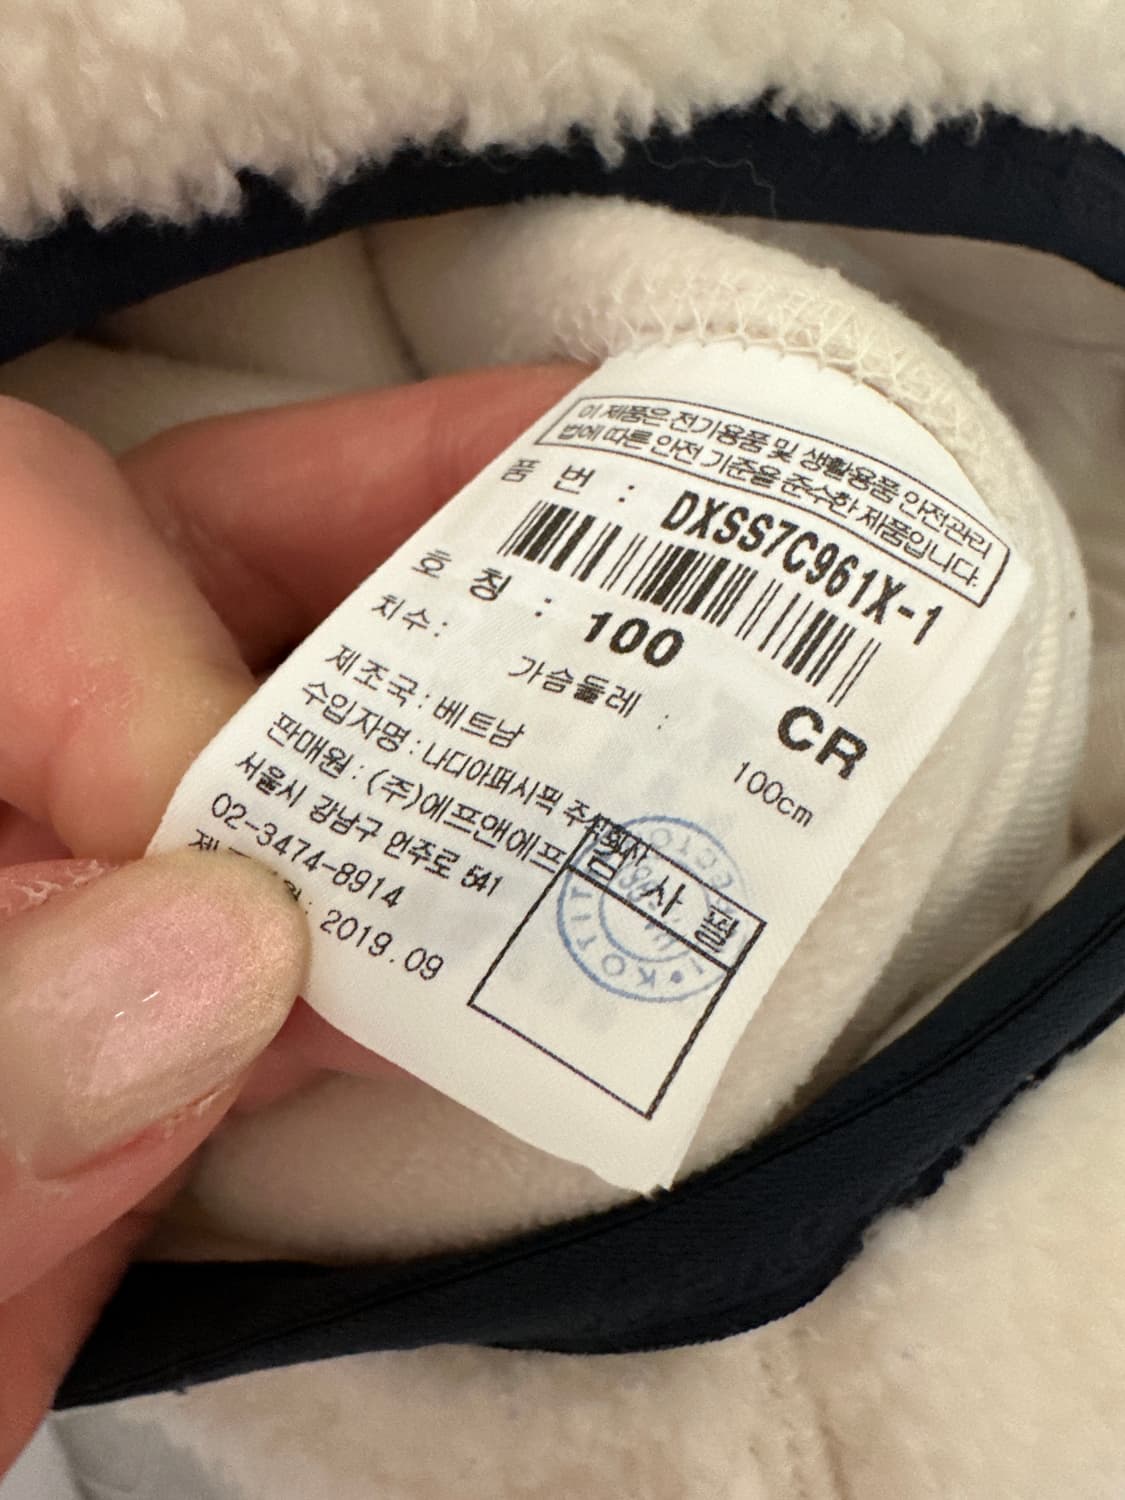 이 제품은 전기용품 및 생활용품 안전관리
법에 따른 안전 기준을 준수한 제품입니다.
품 번 : DXSS7C961X-1
호 칭 : 100 CR
치수: 가슴둘레 : 100cm
제조국 : 베트남
수입자명 : 나디아퍼시픽 주식회사
판매원 : (주)에프앤에프
서울시 강남구 언주로 541
02-3474-8914
2019.09
검사필
KOTITI